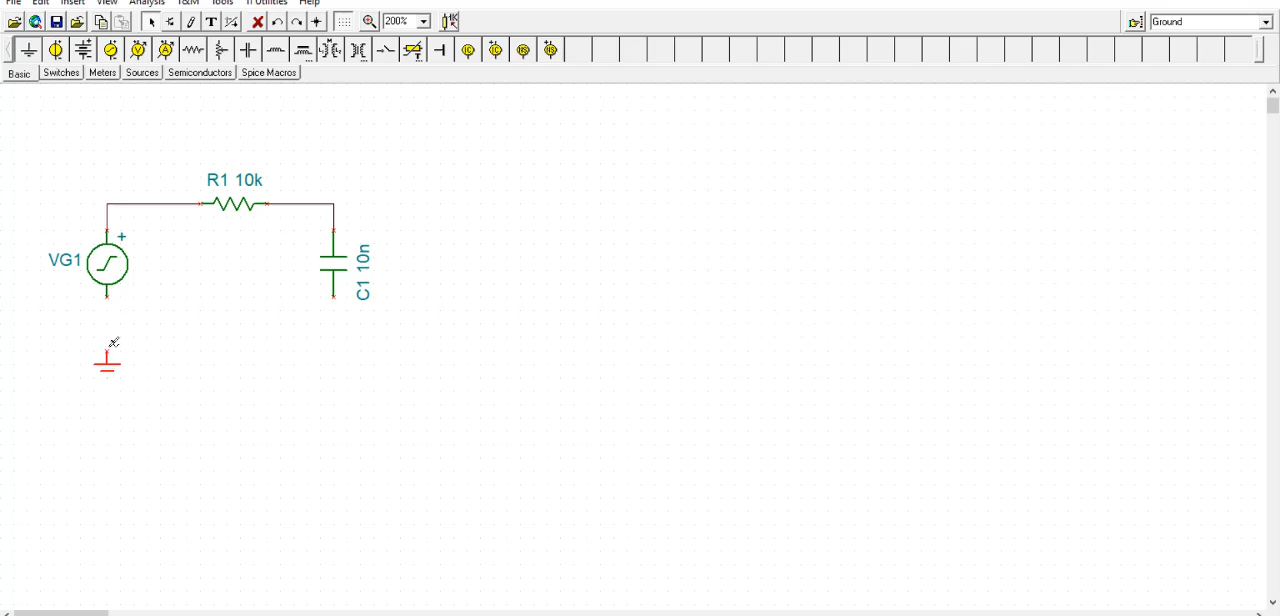 File Edit Insert View Analysis T&M Tools TI Utilities Help
200% Ground
Basic Switches Meters Sources Semiconductors Spice Macros
R1 10k
+
VG1
C1 10n